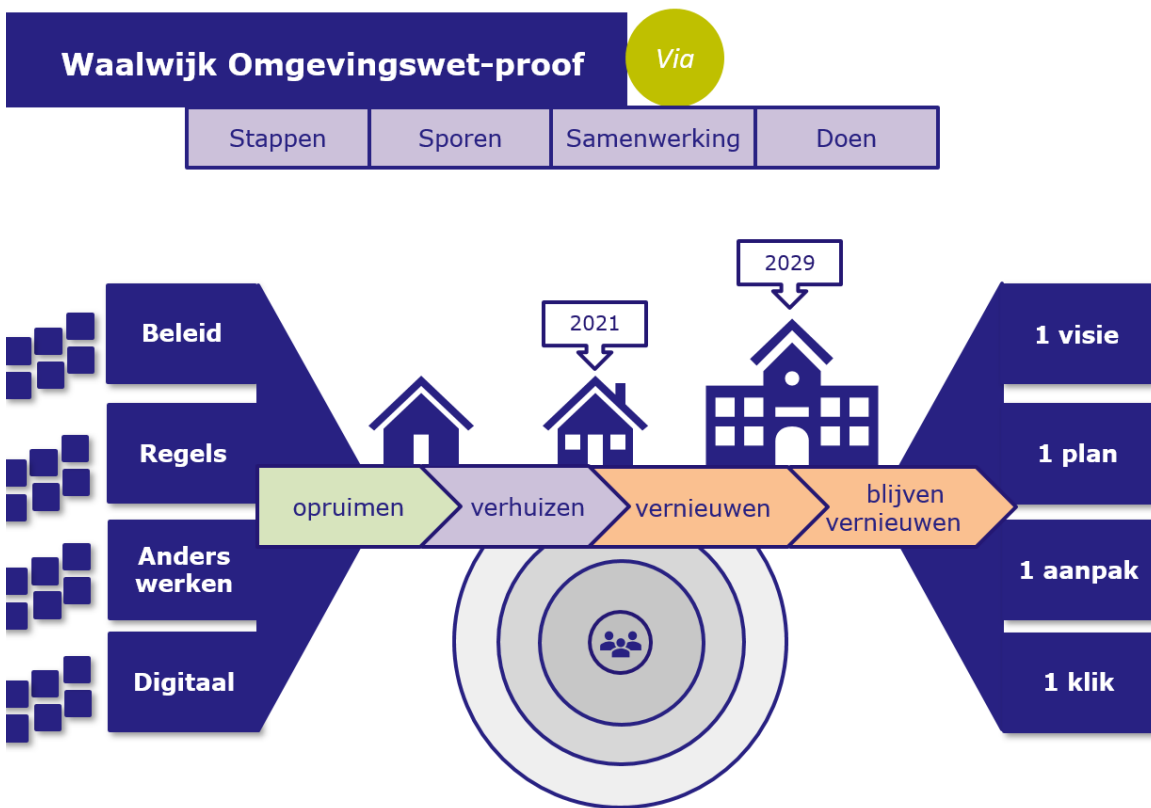 Waalwijk Omgevingswet-proof
Via
Stappen
Sporen
Samenwerking
Doen
2029
2021
Beleid
1 visie
Regels
1 plan
opruimen
verhuizen
vernieuwen
blijven
vernieuwen
Anders
werken
1 aanpak
Digitaal
1 klik